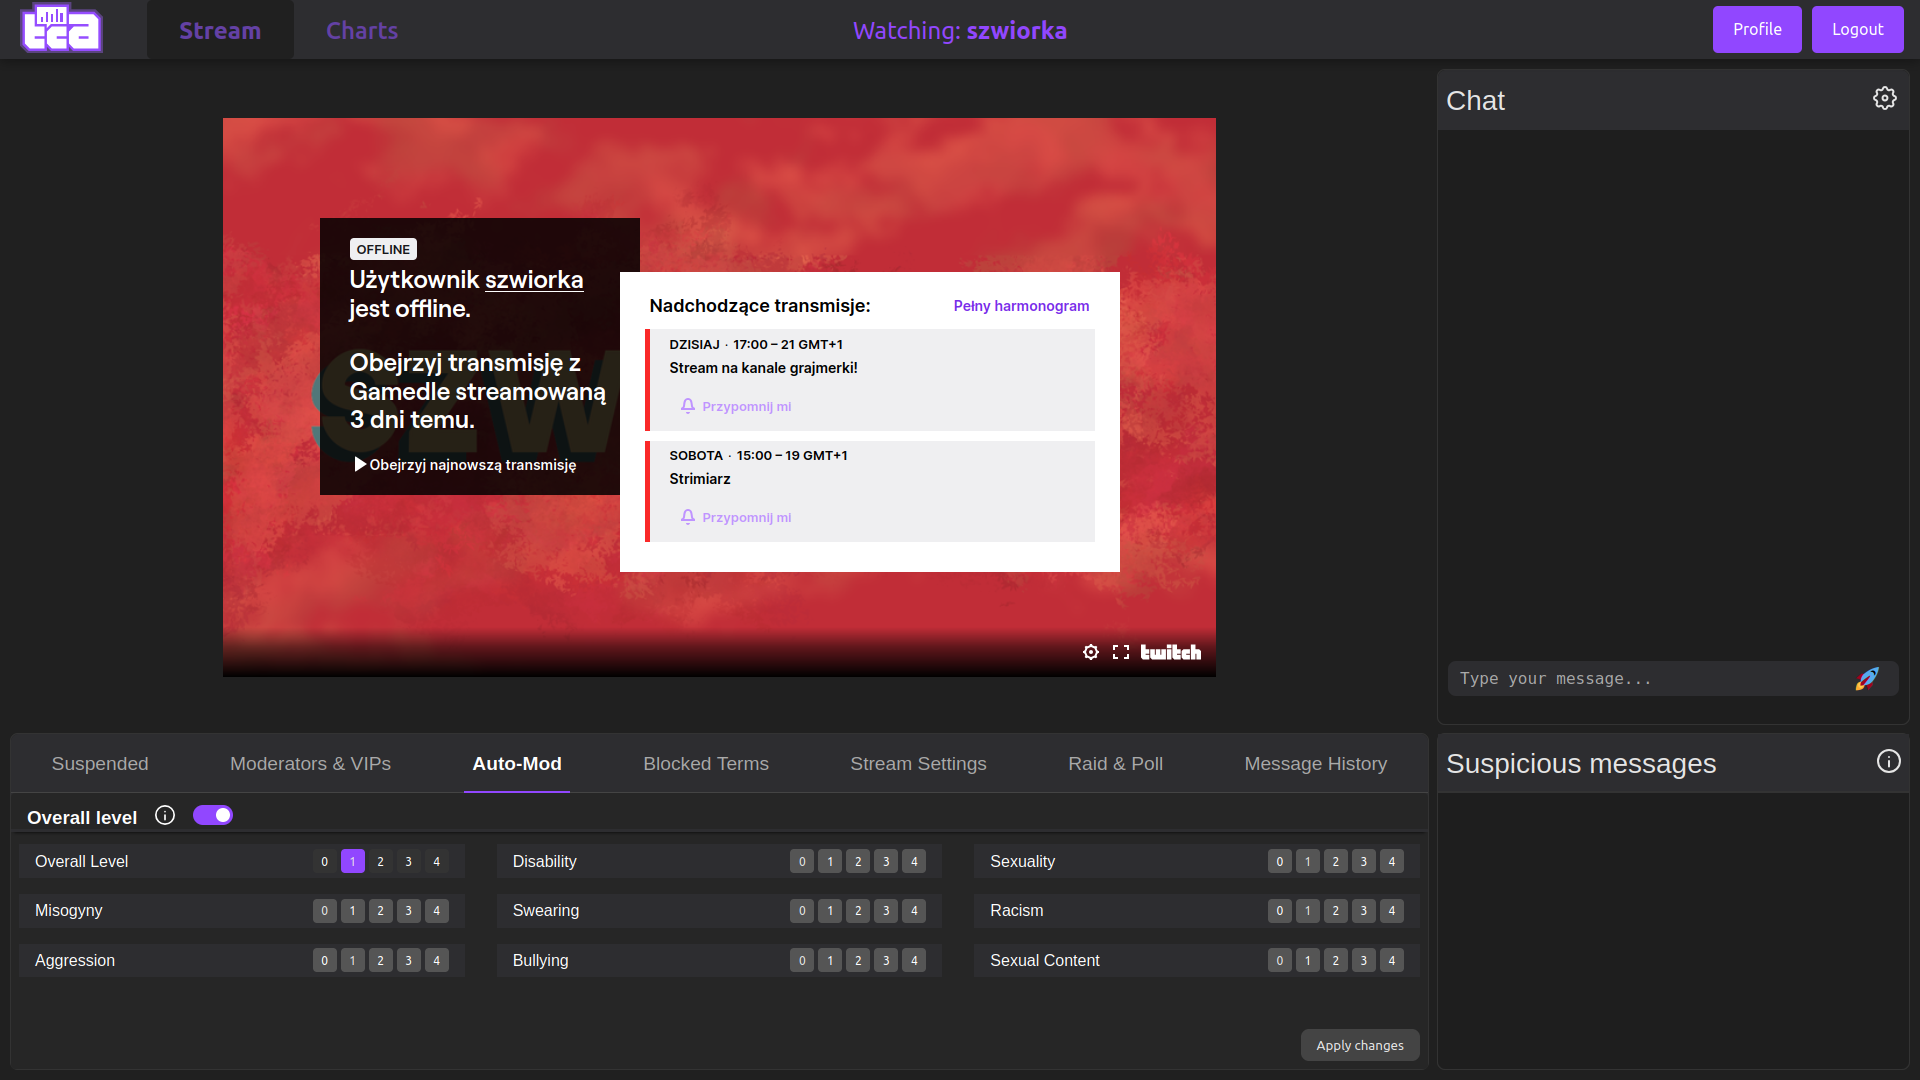 tea
Stream
Charts
Watching: szwiorka
Profile
Logout
OFFLINE
Użytkownik szwiorka
jest offline.
Obejrzyj transmisję z
Gamedle streamowaną
3 dni temu.
Obejrzyj najnowszą transmisję
Nadchodzące transmisje:
Pełny harmonogram
DZISIAJ · 17:00 – 21 GMT+1
Stream na kanale grajmerki!
Przypomnij mi
SOBOTA · 15:00 – 19 GMT+1
Strimiarz
Przypomnij mi
twitch
Chat
Type your message...
Suspended
Moderators & VIPs
Auto-Mod
Blocked Terms
Stream Settings
Raid & Poll
Message History
Overall level
Overall Level 0 1 2 3 4
Disability 0 1 2 3 4
Sexuality 0 1 2 3 4
Misogyny 0 1 2 3 4
Swearing 0 1 2 3 4
Racism 0 1 2 3 4
Aggression 0 1 2 3 4
Bullying 0 1 2 3 4
Sexual Content 0 1 2 3 4
Apply changes
Suspicious messages